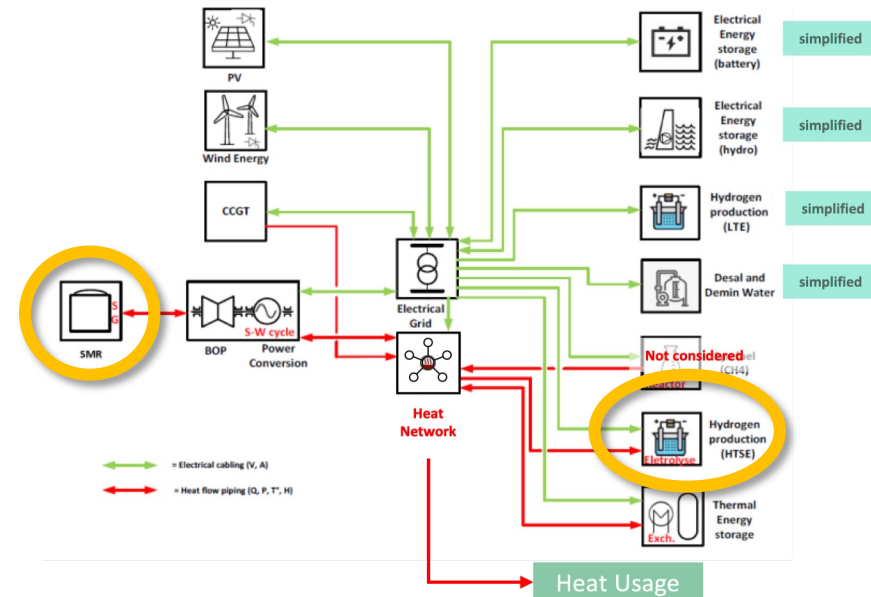 PV
Wind Energy
CCGT
S
G
SMR
S-W cycle
BOP
Power
Conversion
Electrical
Grid
Heat
Network
= Electrical cabling (V, A)
= Heat flow piping (Q, P, T°, H)
Electrical
Energy
storage
(battery)
simplified
Electrical
Energy
storage
(hydro)
simplified
Hydrogen
production
(LTE)
simplified
Desal and
Demin Water
simplified
Not considered
(CH4)
Reactor
Hydrogen
production
(HTSE)
Eletrolyse
Thermal
Energy
storage
Exch.
Heat Usage